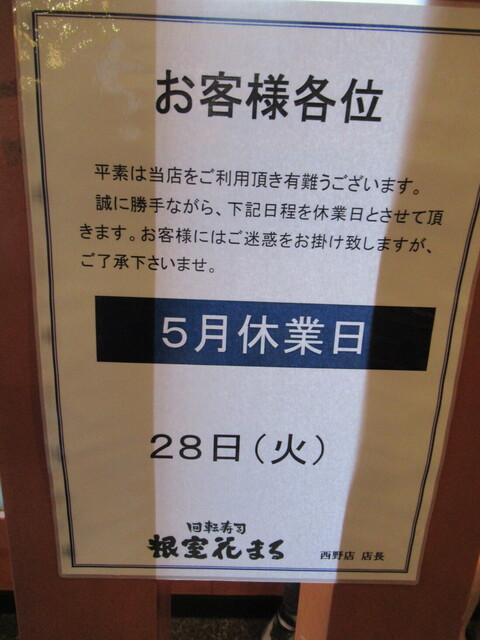 お客様各位
平素は当店をご利用頂き有難うございます。
誠に勝手ながら、下記日程を休業日とさせて頂
きます。お客様にはご迷惑をお掛け致しますが、
ご了承下さいませ。
５月休業日
２８日（火）
回転寿司
根室花まる 西野店 店長